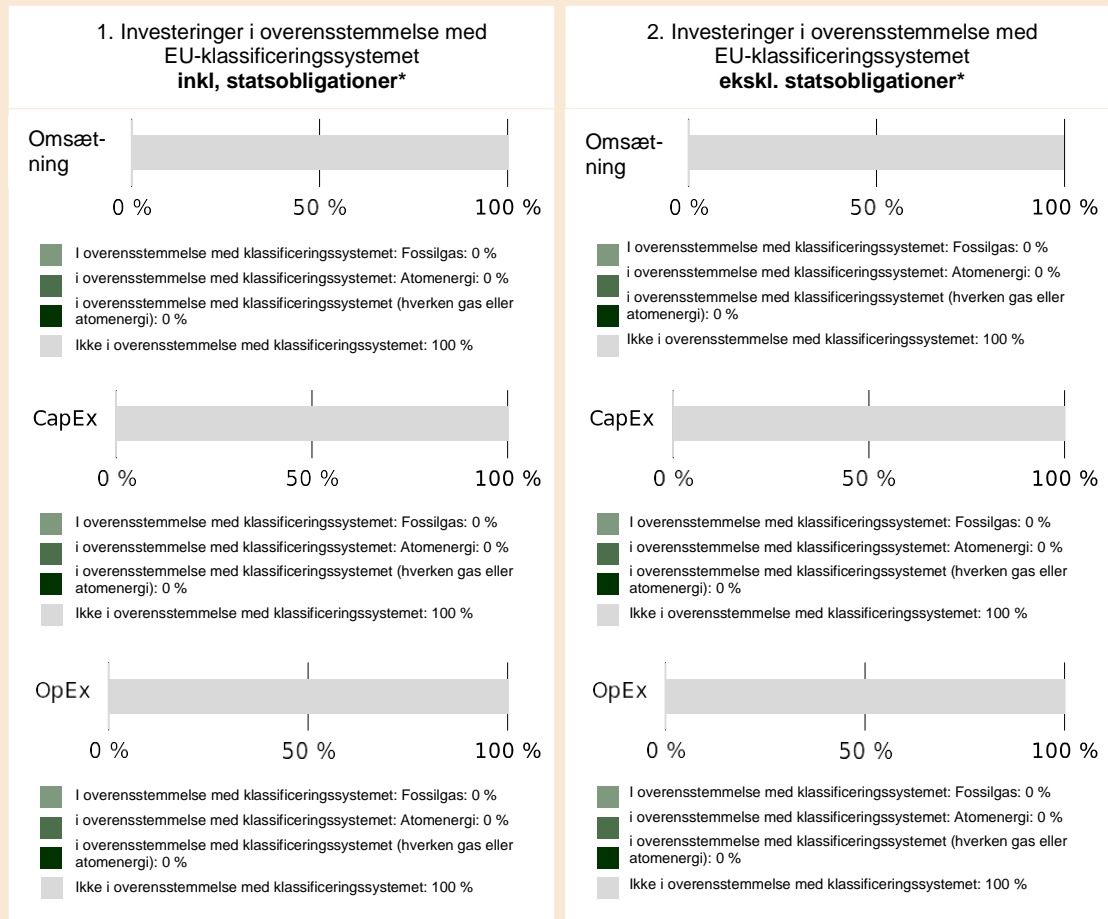 1. Investeringer i overensstemmelse med
EU-klassificeringssystemet
inkl, statsobligationer*
Omsæt-
ning
0 % 50 % 100 %
I overensstemmelse med klassificeringssystemet: Fossilgas: 0 %
i overensstemmelse med klassificeringssystemet: Atomenergi: 0 %
i overensstemmelse med klassificeringssystemet (hverken gas eller
atomenergi): 0 %
Ikke i overensstemmelse med klassificeringssystemet: 100 %
CapEx
0 % 50 % 100 %
I overensstemmelse med klassificeringssystemet: Fossilgas: 0 %
i overensstemmelse med klassificeringssystemet: Atomenergi: 0 %
i overensstemmelse med klassificeringssystemet (hverken gas eller
atomenergi): 0 %
Ikke i overensstemmelse med klassificeringssystemet: 100 %
OpEx
0 % 50 % 100 %
I overensstemmelse med klassificeringssystemet: Fossilgas: 0 %
i overensstemmelse med klassificeringssystemet: Atomenergi: 0 %
i overensstemmelse med klassificeringssystemet (hverken gas eller
atomenergi): 0 %
Ikke i overensstemmelse med klassificeringssystemet: 100 %
2. Investeringer i overensstemmelse med
EU-klassificeringssystemet
ekskl. statsobligationer*
Omsæt-
ning
0 % 50 % 100 %
I overensstemmelse med klassificeringssystemet: Fossilgas: 0 %
i overensstemmelse med klassificeringssystemet: Atomenergi: 0 %
i overensstemmelse med klassificeringssystemet (hverken gas eller
atomenergi): 0 %
Ikke i overensstemmelse med klassificeringssystemet: 100 %
CapEx
0 % 50 % 100 %
I overensstemmelse med klassificeringssystemet: Fossilgas: 0 %
i overensstemmelse med klassificeringssystemet: Atomenergi: 0 %
i overensstemmelse med klassificeringssystemet (hverken gas eller
atomenergi): 0 %
Ikke i overensstemmelse med klassificeringssystemet: 100 %
OpEx
0 % 50 % 100 %
I overensstemmelse med klassificeringssystemet: Fossilgas: 0 %
i overensstemmelse med klassificeringssystemet: Atomenergi: 0 %
i overensstemmelse med klassificeringssystemet (hverken gas eller
atomenergi): 0 %
Ikke i overensstemmelse med klassificeringssystemet: 100 %